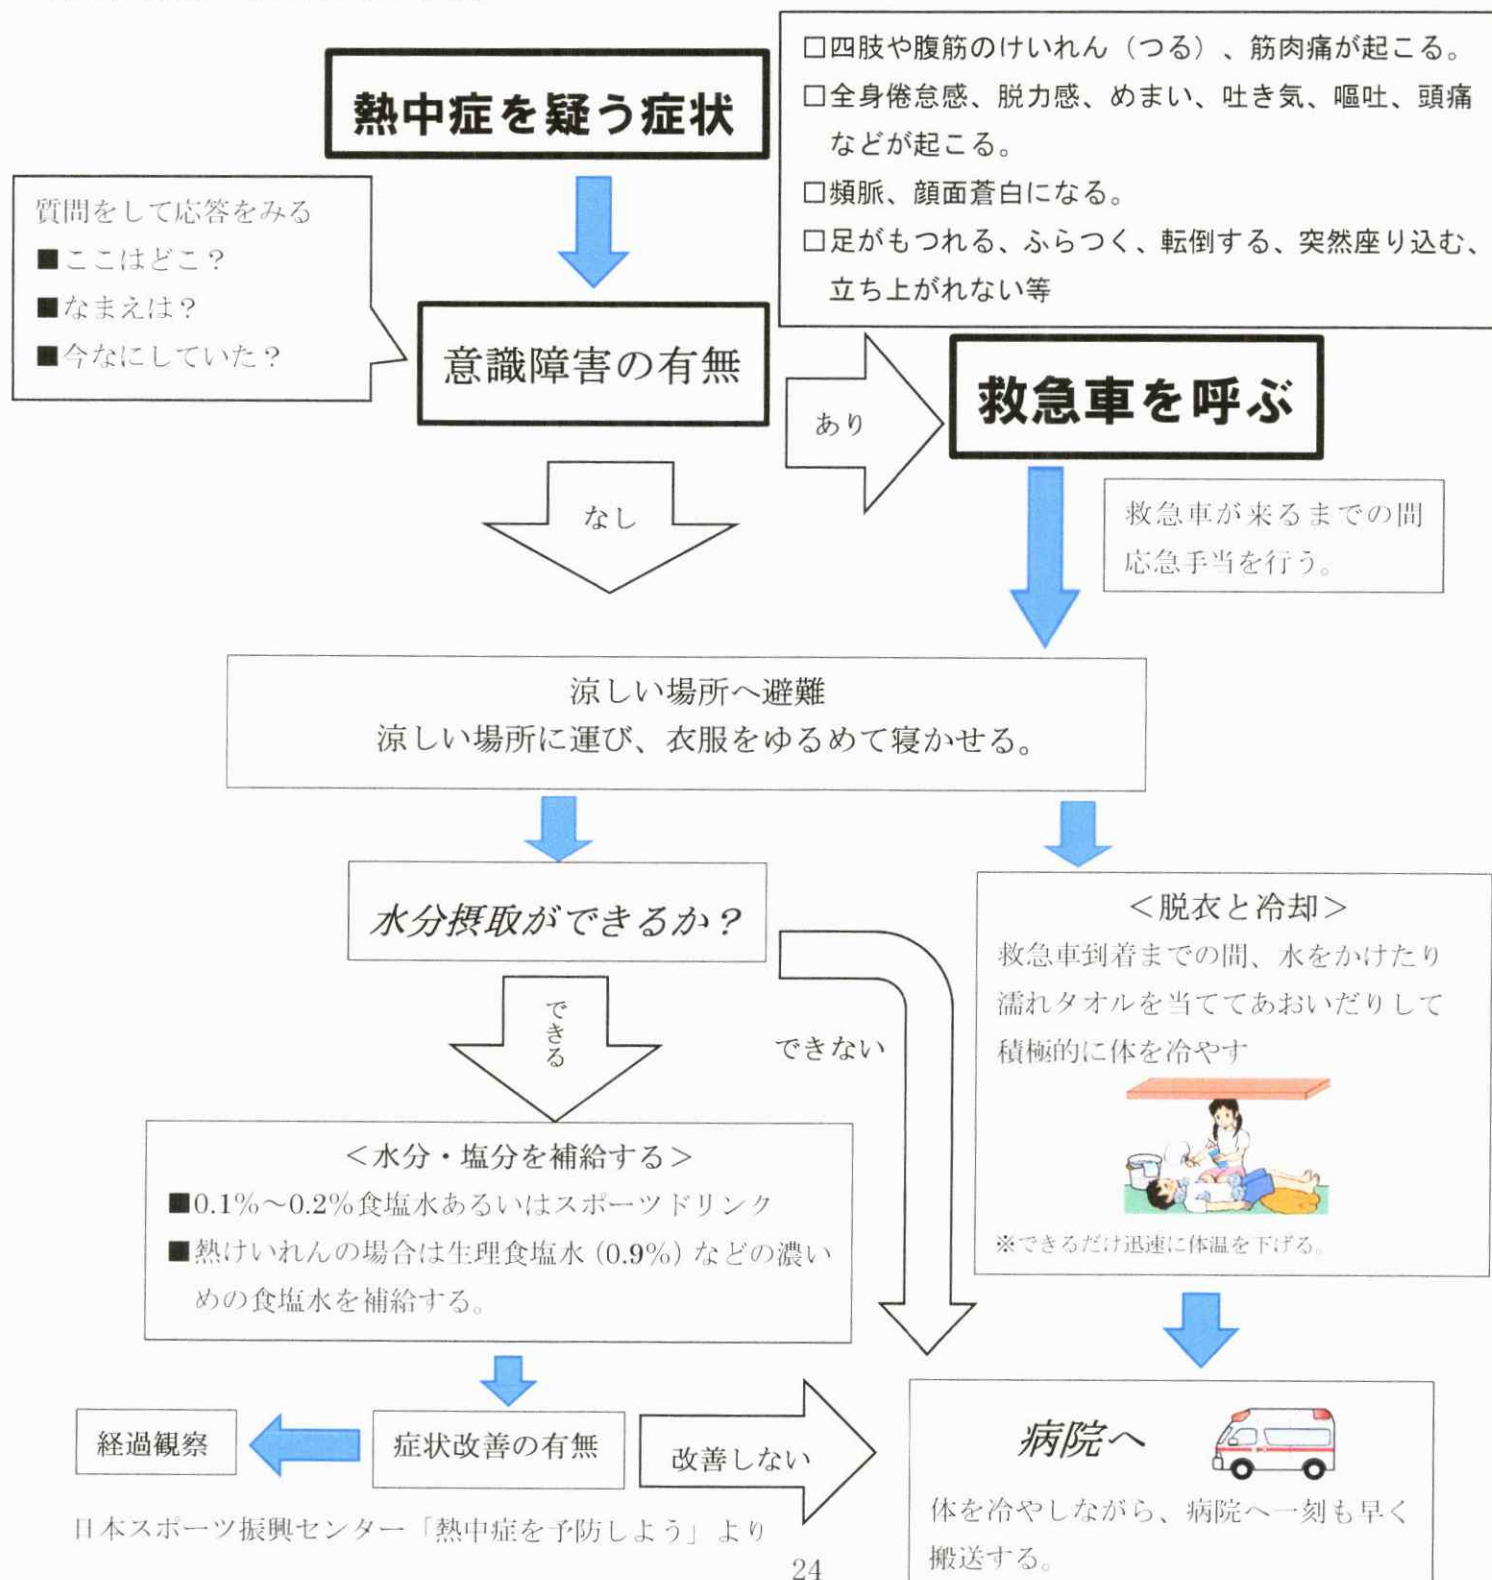 熱中症を疑う症状
□四肢や腹筋のけいれん（つる）、筋肉痛が起こる。
□全身倦怠感、脱力感、めまい、吐き気、嘔吐、頭痛
などが起こる。
□頻脈、顔面蒼白になる。
□足がもつれる、ふらつく、転倒する、突然座り込む、
立ち上がれない等
質問をして応答をみる
■ここはどこ？
■なまえは？
■今なにしていた？
意識障害の有無
あり
救急車を呼ぶ
なし
救急車が来るまでの間
応急手当を行う。
涼しい場所へ避難
涼しい場所に運び、衣服をゆるめて寝かせる。
水分摂取ができるか？
できる
できない
＜脱衣と冷却＞
救急車到着までの間、水をかけたり
濡れタオルを当ててあおいだりして
積極的に体を冷やす
※できるだけ迅速に体温を下げる。
＜水分・塩分を補給する＞
■0.1%～0.2%食塩水あるいはスポーツドリンク
■熱けいれんの場合は生理食塩水（0.9%）などの濃い
めの食塩水を補給する。
経過観察
症状改善の有無
改善しない
病院へ
体を冷やしながら、病院へ一刻も早く
搬送する。
日本スポーツ振興センター「熱中症を予防しよう」より
24